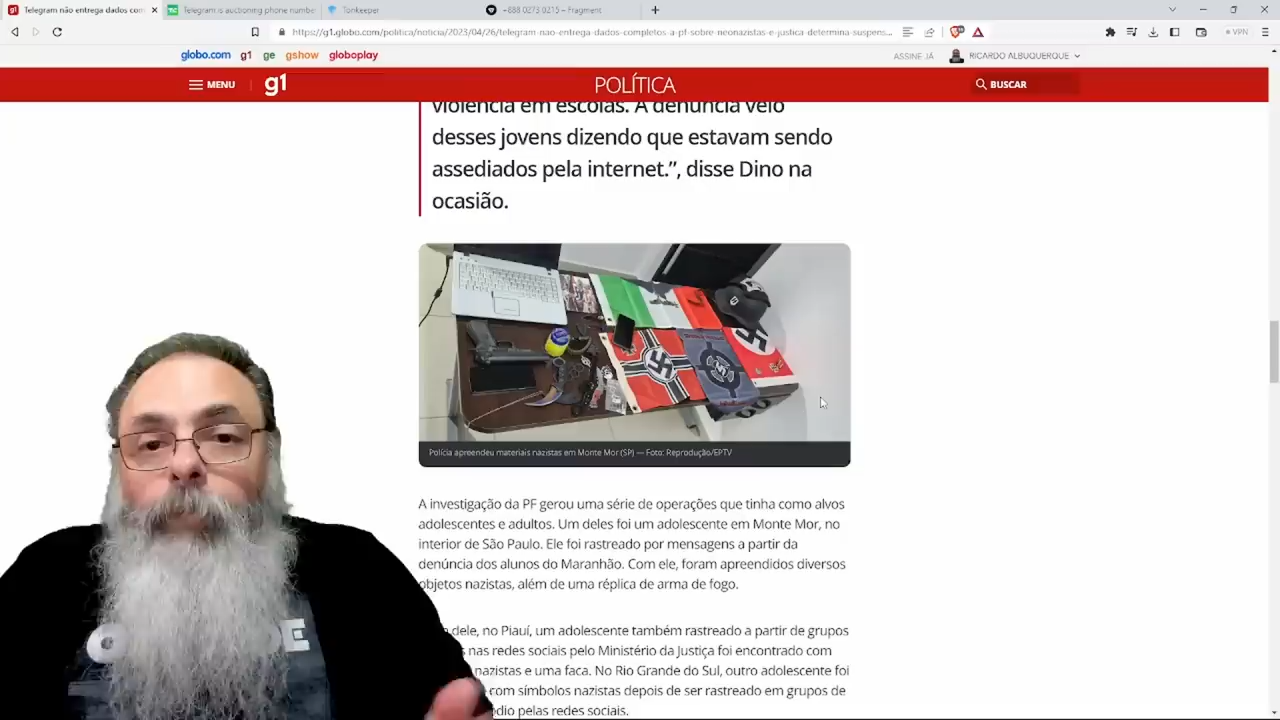 Telegram não entrega dados com
Telegram is auctioning phone number
Tonkeeper
+888 0273 0215 – Fragment
https://g1.globo.com/politica/noticia/2023/04/26/telegram-nao-entrega-dados-completos-a-pf-sobre-neonazistas-e-justica-determina-suspens...
VPN
globo.com g1 ge gshow globoplay
ASSINE JÁ
RICARDO ALBUQUERQUE
MENU
g1
POLÍTICA
BUSCAR
violência em escolas. A denúncia veio
desses jovens dizendo que estavam sendo
assediados pela internet.”, disse Dino na
ocasião.
Polícia apreendeu materiais nazistas em Monte Mor (SP) — Foto: Reprodução/EPTV
A investigação da PF gerou uma série de operações que tinha como alvos
adolescentes e adultos. Um deles foi um adolescente em Monte Mor, no
interior de São Paulo. Ele foi rastreado por mensagens a partir da
denúncia dos alunos do Maranhão. Com ele, foram apreendidos diversos
objetos nazistas, além de uma réplica de arma de fogo.
dele, no Piauí, um adolescente também rastreado a partir de grupos
nas redes sociais pelo Ministério da Justiça foi encontrado com
nazistas e uma faca. No Rio Grande do Sul, outro adolescente foi
com símbolos nazistas depois de ser rastreado em grupos de
ódio pelas redes sociais.